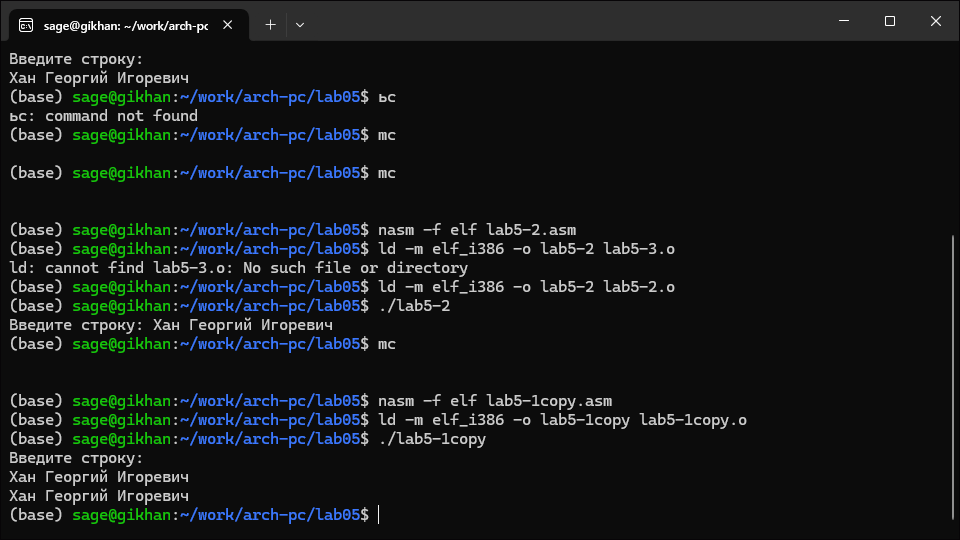 sage@gikhan: ~/work/arch-pc
Введите строку:
Хан Георгий Игоревич
(base) sage@gikhan:~/work/arch-pc/lab05$ ьс
ьс: command not found
(base) sage@gikhan:~/work/arch-pc/lab05$ mc
(base) sage@gikhan:~/work/arch-pc/lab05$ mc
(base) sage@gikhan:~/work/arch-pc/lab05$ nasm -f elf lab5-2.asm
(base) sage@gikhan:~/work/arch-pc/lab05$ ld -m elf_i386 -o lab5-2 lab5-3.o
ld: cannot find lab5-3.o: No such file or directory
(base) sage@gikhan:~/work/arch-pc/lab05$ ld -m elf_i386 -o lab5-2 lab5-2.o
(base) sage@gikhan:~/work/arch-pc/lab05$ ./lab5-2
Введите строку: Хан Георгий Игоревич
(base) sage@gikhan:~/work/arch-pc/lab05$ mc
(base) sage@gikhan:~/work/arch-pc/lab05$ nasm -f elf lab5-1copy.asm
(base) sage@gikhan:~/work/arch-pc/lab05$ ld -m elf_i386 -o lab5-1copy lab5-1copy.o
(base) sage@gikhan:~/work/arch-pc/lab05$ ./lab5-1copy
Введите строку:
Хан Георгий Игоревич
Хан Георгий Игоревич
(base) sage@gikhan:~/work/arch-pc/lab05$